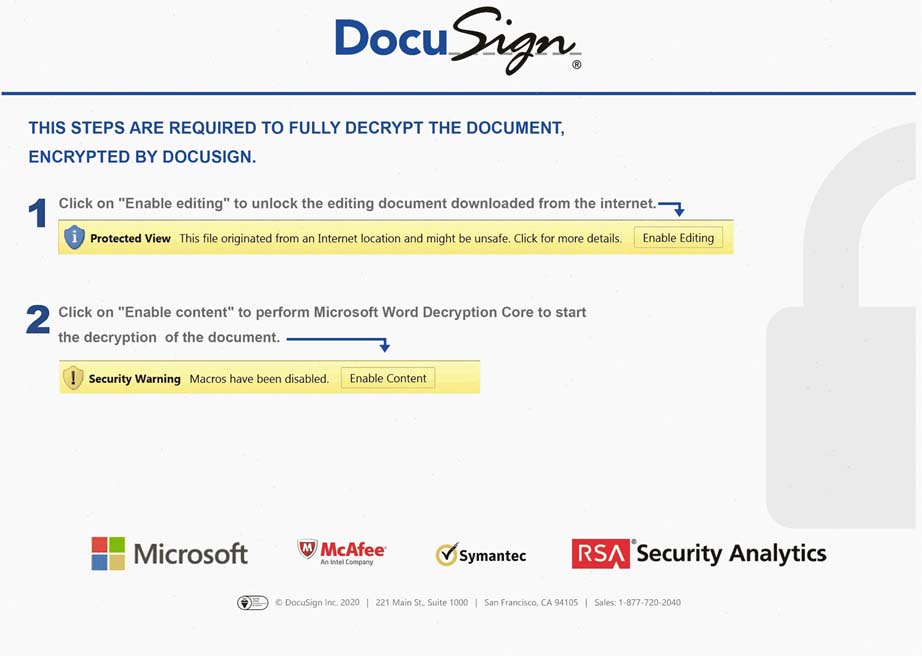 DocuSign®
THIS STEPS ARE REQUIRED TO FULLY DECRYPT THE DOCUMENT,
ENCRYPTED BY DOCUSIGN.
1 Click on "Enable editing" to unlock the editing document downloaded from the internet.
Protected View This file originated from an Internet location and might be unsafe. Click for more details. Enable Editing
2 Click on "Enable content" to perform Microsoft Word Decryption Core to start
the decryption of the document.
! Security Warning Macros have been disabled. Enable Content
Microsoft McAfee® Symantec RSA® Security Analytics
An Intel Company
© DocuSign Inc. 2020 | 221 Main St., Suite 1000 | San Francisco, CA 94105 | Sales: 1-877-720-2040